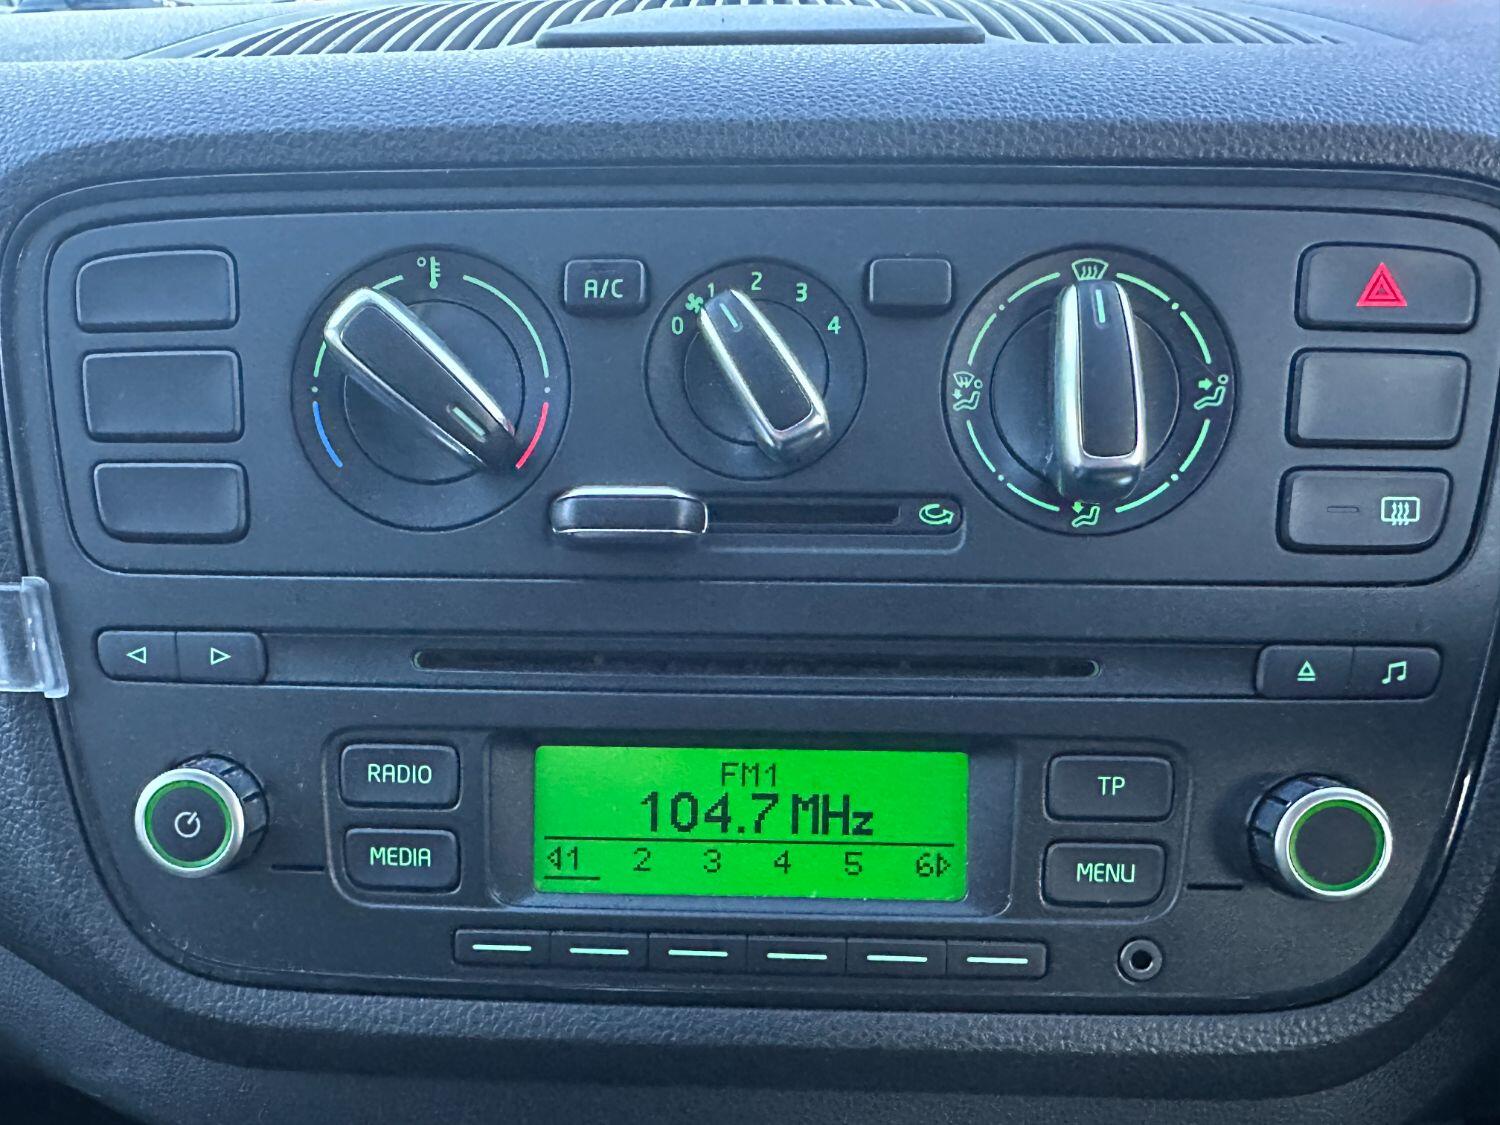 A/C
0 1 2 3 4
RADIO
MEDIA
FM1
104.7 MHz
1 2 3 4 5 6
TP
MENU